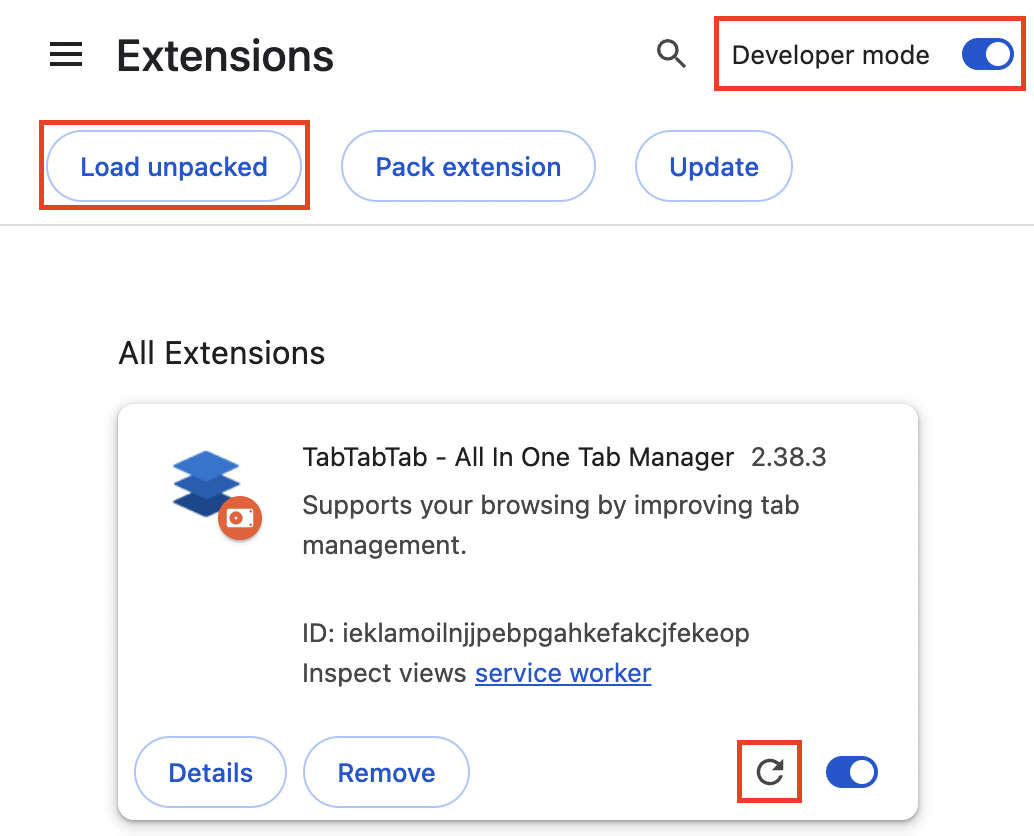 Extensions
Developer mode
Load unpacked
Pack extension
Update
All Extensions
TabTabTab - All In One Tab Manager 2.38.3
Supports your browsing by improving tab
management.
ID: ieklamoilnjjpebpgahkefakcjfekeop
Inspect views service worker
Details
Remove